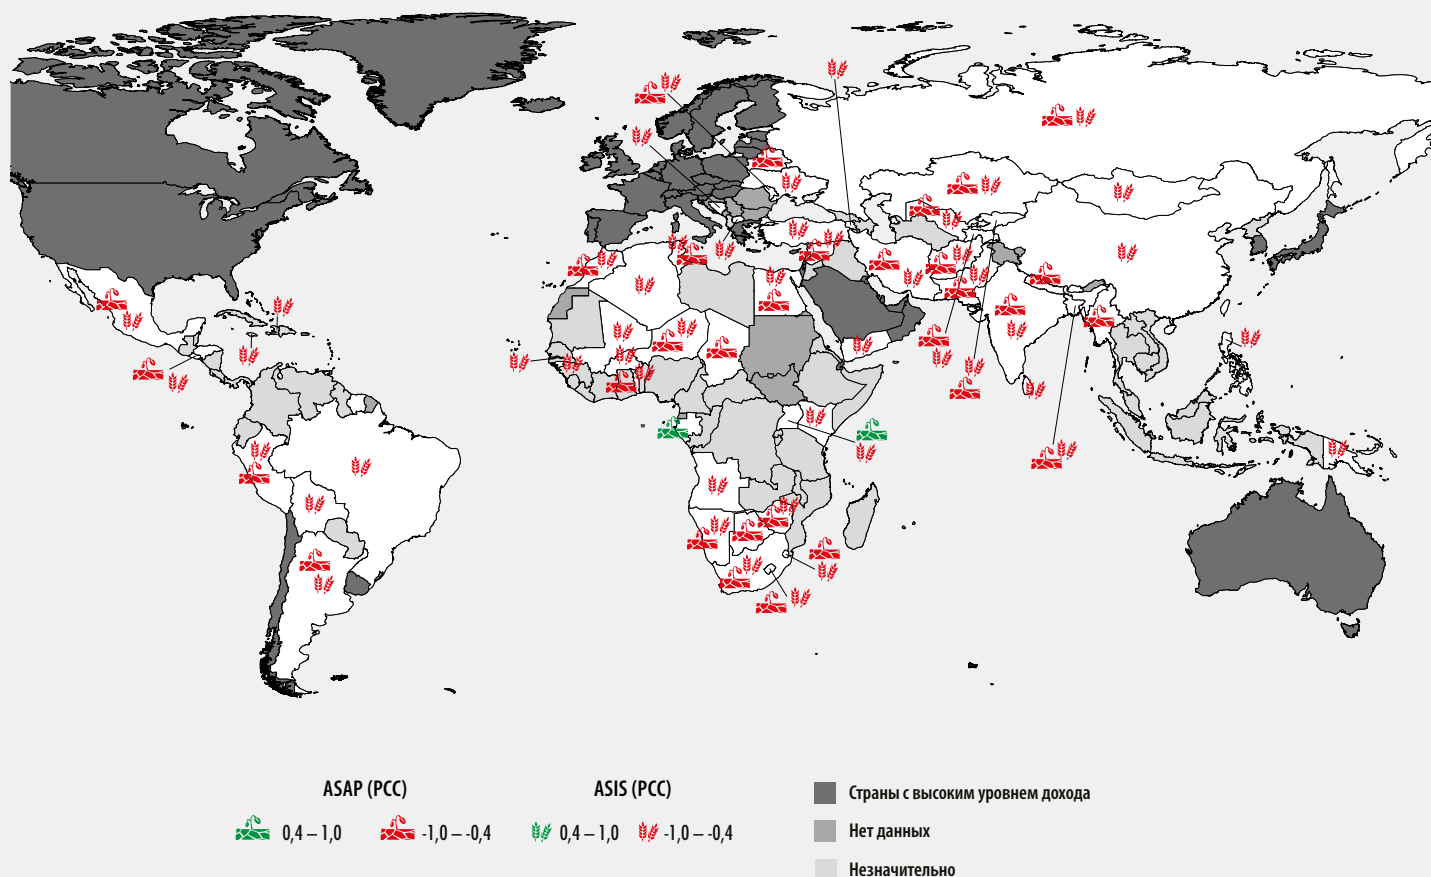 ASAP (PCC)
0,4 – 1,0
-1,0 – -0,4
ASIS (PCC)
0,4 – 1,0
-1,0 – -0,4
Страны с высоким уровнем дохода
Нет данных
Незначительно